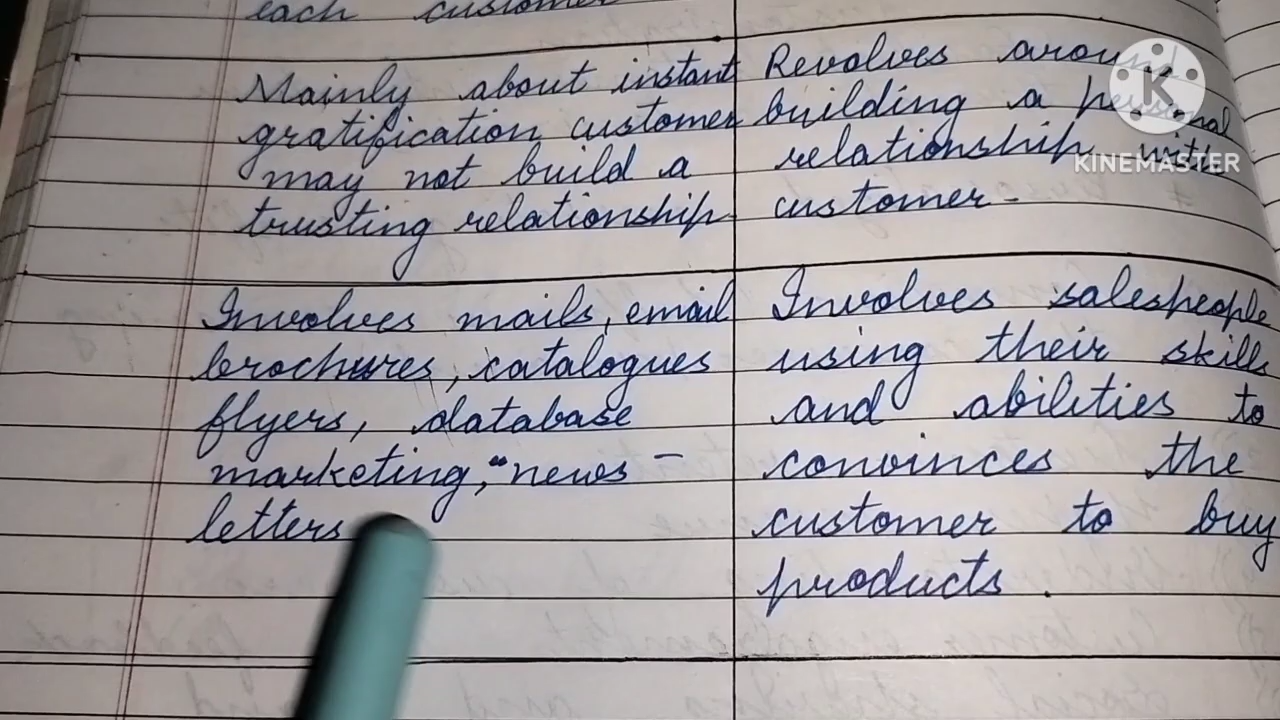 each customer
Mainly about instant
gratification customer
may not build a
trusting relationship
Revolves around
building a personal
relationship with
customer -
Involves mails, email
brochures, catalogues
flyers, database
marketing, "news -
letters
Involves salespeople
using their skills
and abilities to
convinces the
customer to buy
products.
K
KINEMASTER